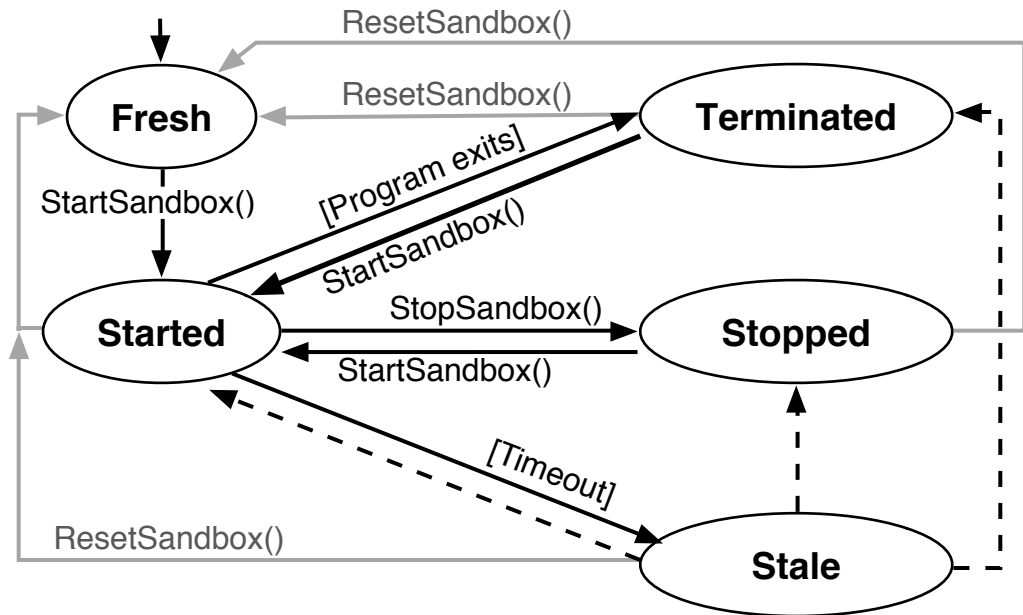 ResetSandbox()
Fresh
ResetSandbox()
Terminated
[Program exits]
StartSandbox()
StartSandbox()
Started
StopSandbox()
Stopped
StartSandbox()
[Timeout]
ResetSandbox()
Stale